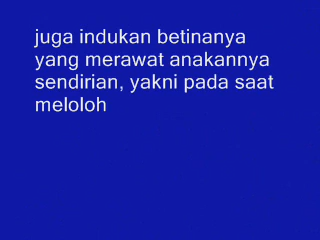 juga indukan betinanya
yang merawat anakannya
sendirian, yakni pada saat
meloloh